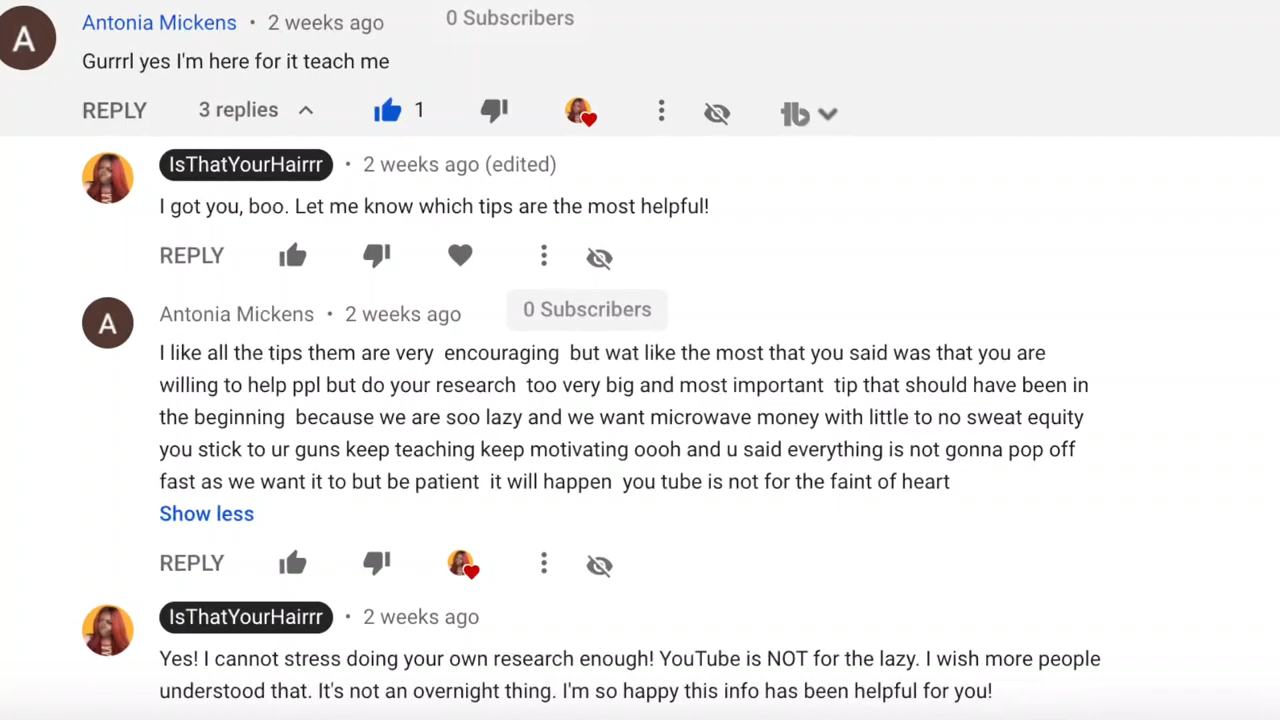 A
Antonia Mickens • 2 weeks ago 0 Subscribers
Gurrrl yes I'm here for it teach me
REPLY 3 replies 1 tb
IsThatYourHairrr • 2 weeks ago (edited)
I got you, boo. Let me know which tips are the most helpful!
REPLY
A
Antonia Mickens • 2 weeks ago 0 Subscribers
I like all the tips them are very encouraging but wat like the most that you said was that you are
willing to help ppl but do your research too very big and most important tip that should have been in
the beginning because we are soo lazy and we want microwave money with little to no sweat equity
you stick to ur guns keep teaching keep motivating oooh and u said everything is not gonna pop off
fast as we want it to but be patient it will happen you tube is not for the faint of heart
Show less
REPLY
IsThatYourHairrr • 2 weeks ago
Yes! I cannot stress doing your own research enough! YouTube is NOT for the lazy. I wish more people
understood that. It's not an overnight thing. I'm so happy this info has been helpful for you!